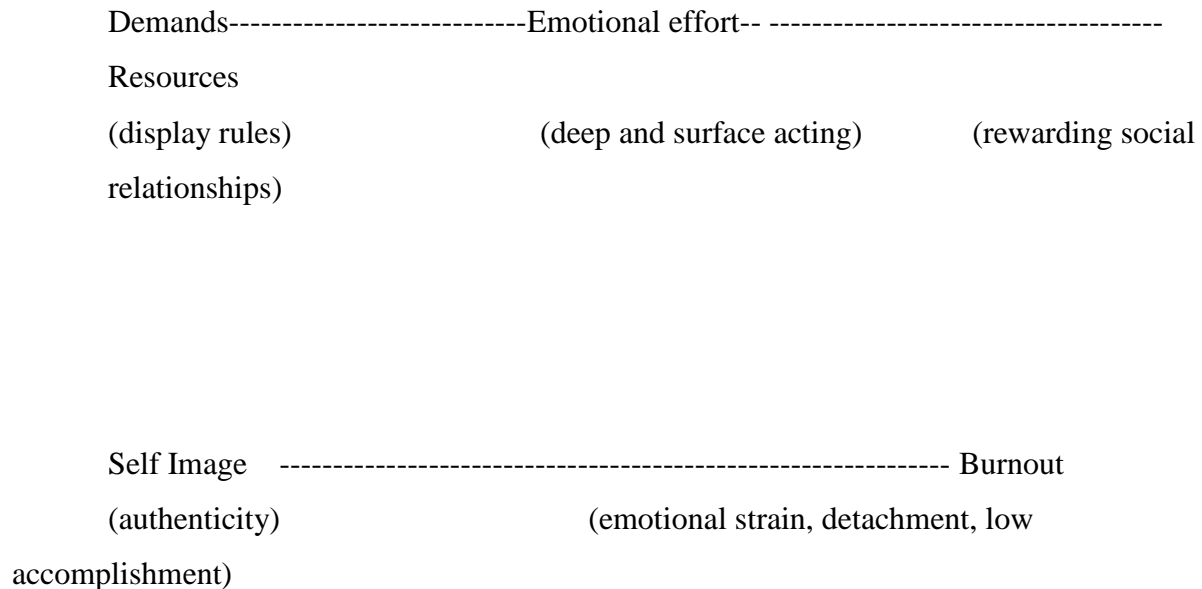 Demands----------------------------Emotional effort-- -------------------------------------
Resources
(display rules) (deep and surface acting) (rewarding social
relationships)
Self Image --------------------------------------------------------------- Burnout
(authenticity) (emotional strain, detachment, low
accomplishment)